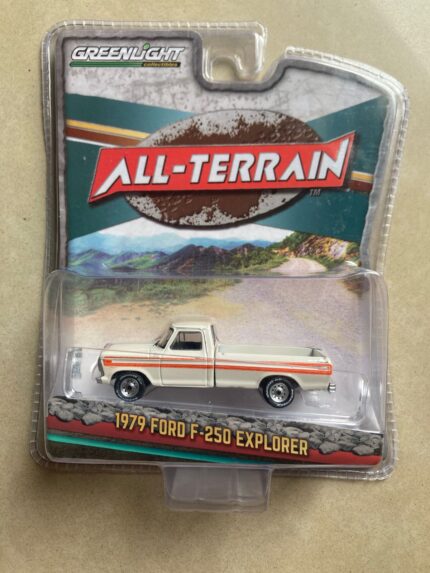 GREENLIGHT
collectibles
ALL-TERRAIN
TM
1979 FORD F-250 EXPLORER